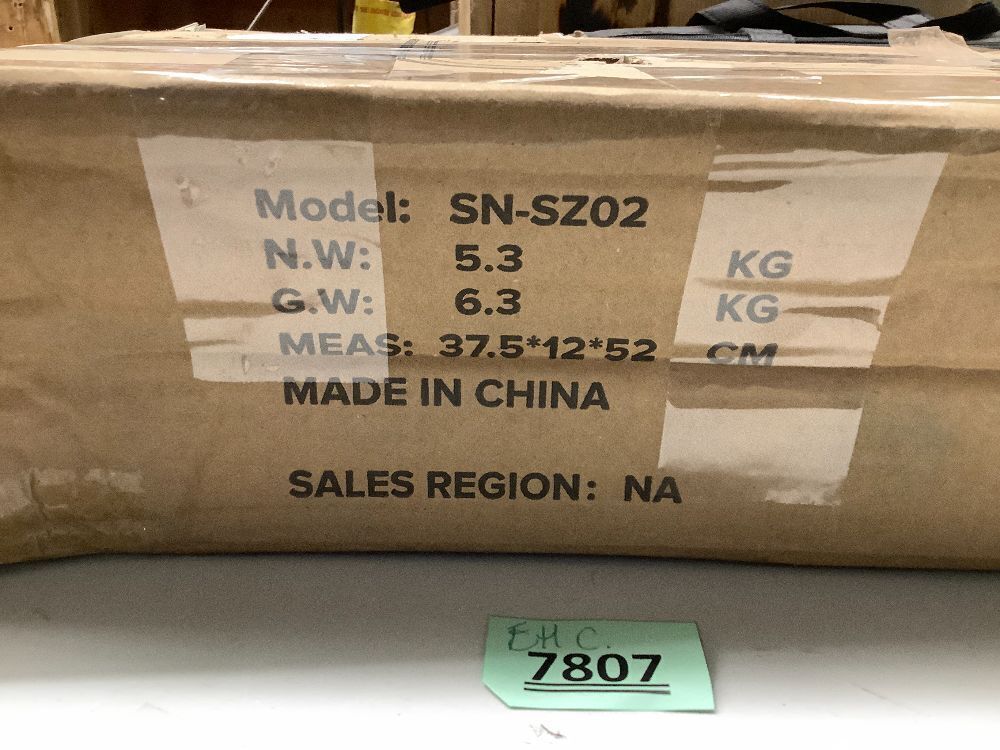 Model: SN-SZ02
N.W: 5.3 KG
G.W: 6.3 KG
MEAS: 37.5*12*52 CM
MADE IN CHINA
SALES REGION: NA
EH C.
7807